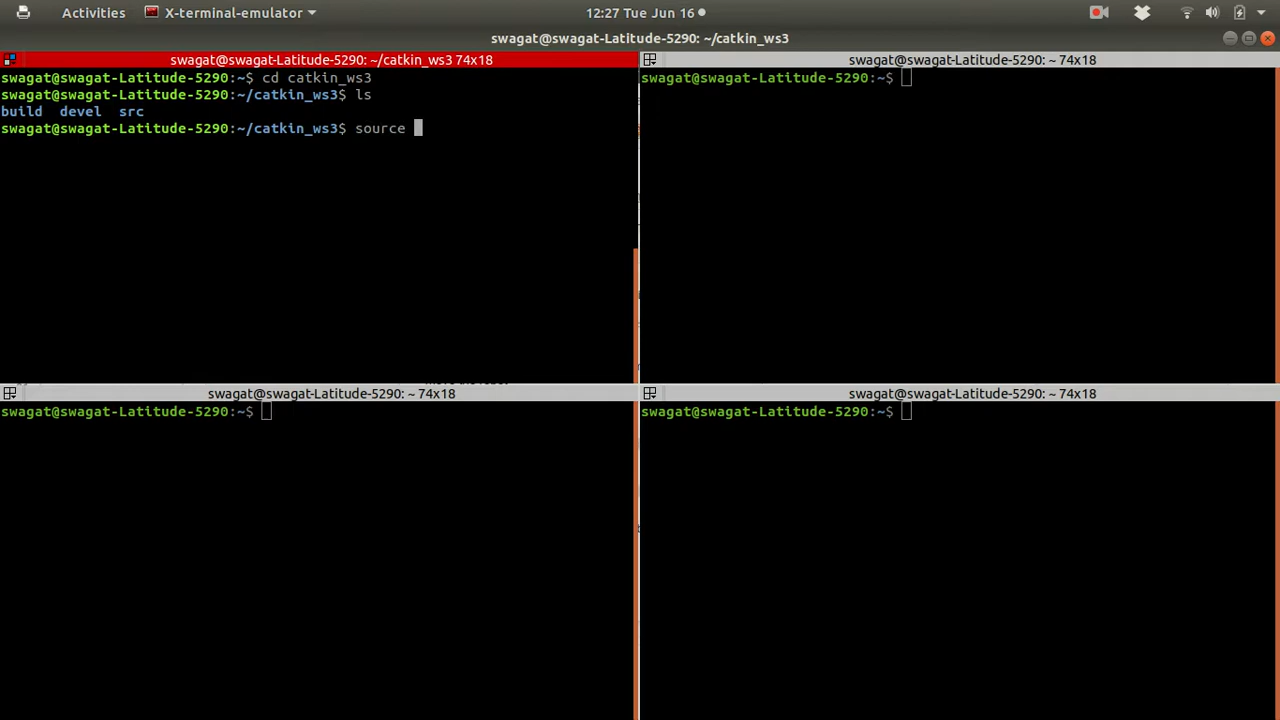 Activities X-terminal-emulator 12:27 Tue Jun 16
swagat@swagat-Latitude-5290: ~/catkin_ws3
swagat@swagat-Latitude-5290: ~/catkin_ws3 74x18
swagat@swagat-Latitude-5290:~$ cd catkin_ws3
swagat@swagat-Latitude-5290:~/catkin_ws3$ ls
build devel src
swagat@swagat-Latitude-5290:~/catkin_ws3$ source
swagat@swagat-Latitude-5290: ~ 74x18
swagat@swagat-Latitude-5290:~$
swagat@swagat-Latitude-5290: ~ 74x18
swagat@swagat-Latitude-5290:~$
swagat@swagat-Latitude-5290: ~ 74x18
swagat@swagat-Latitude-5290:~$